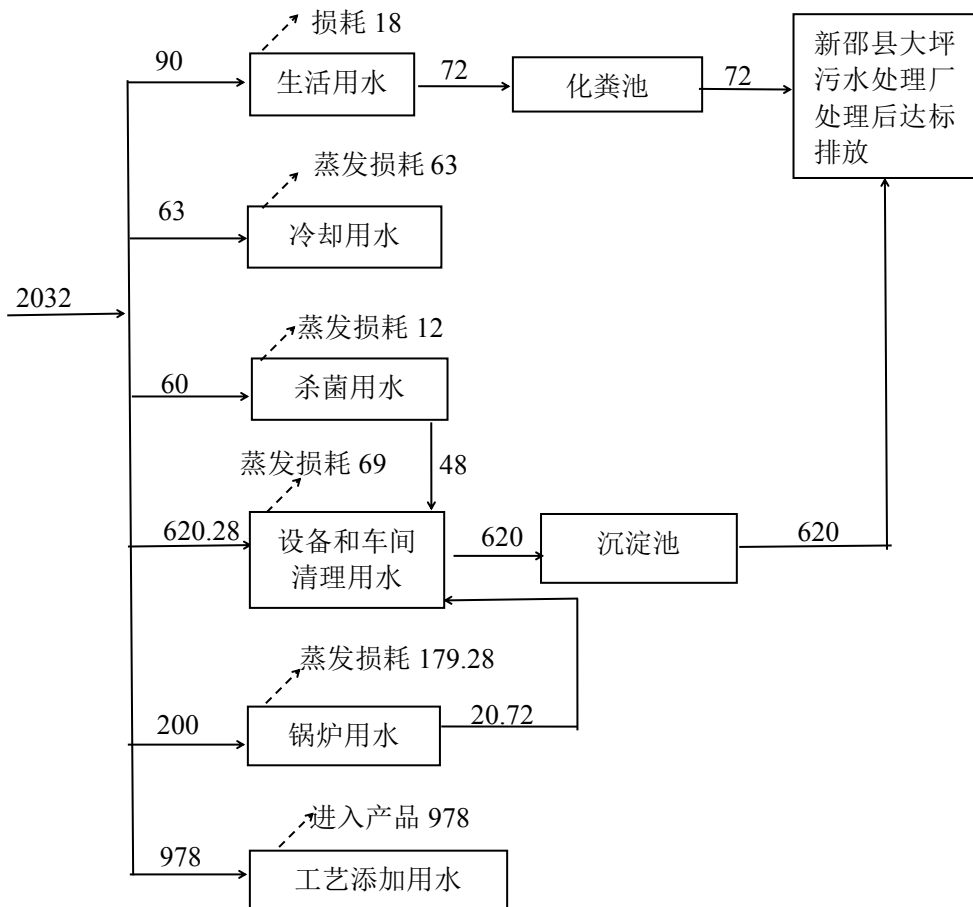 损耗 18
90
生活用水
72
化粪池
72
新邵县大坪
污水处理厂
处理后达标
排放
蒸发损耗 63
63
冷却用水
2032
蒸发损耗 12
60
杀菌用水
48
蒸发损耗 69
620.28
设备和车间
清理用水
620
沉淀池
620
蒸发损耗 179.28
200
锅炉用水
20.72
进入产品 978
978
工艺添加用水